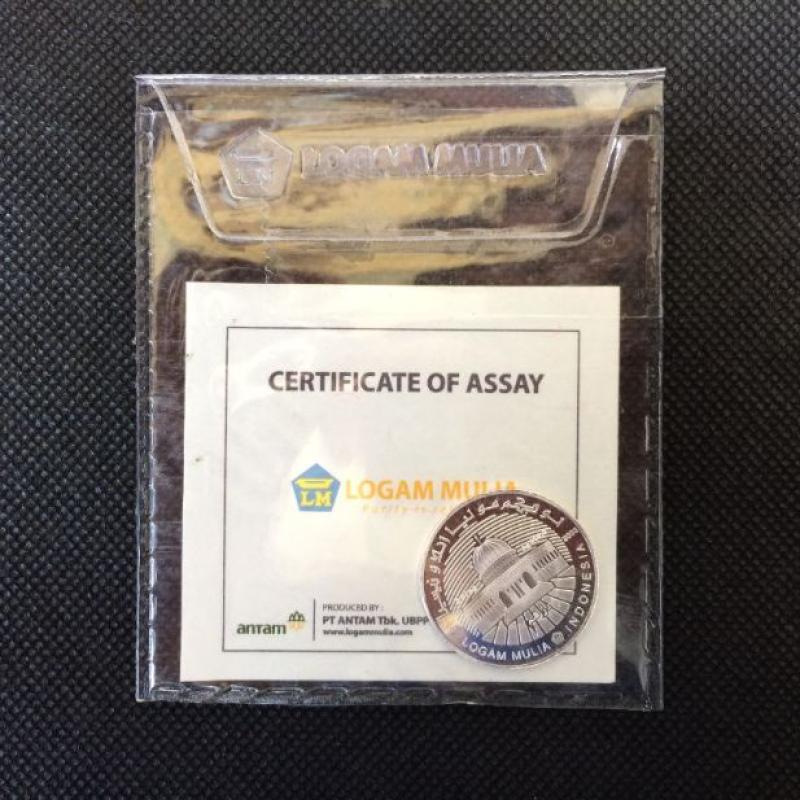 LOGAM MULIA
CERTIFICATE OF ASSAY
LM LOGAM MULIA
antam
PRODUCED BY :
PT ANTAM Tbk. UBPP
www.logammulia.com
LOGAM MULIA INDONESIA